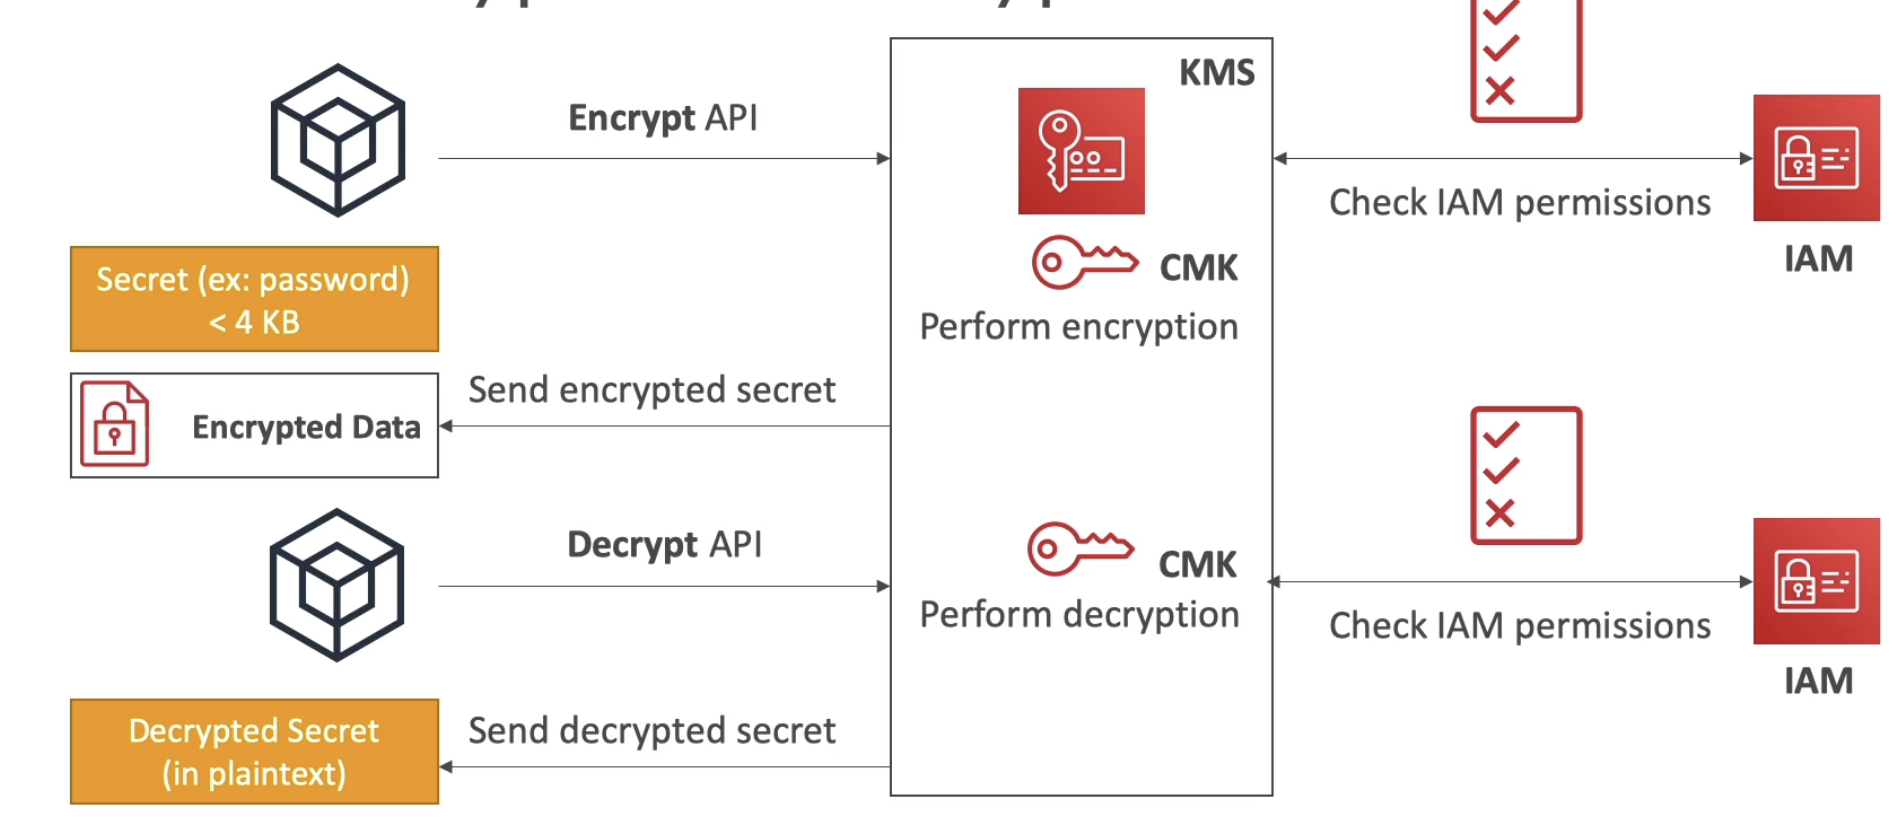 KMS
Encrypt API
Check IAM permissions
IAM
CMK
Secret (ex: password)
< 4 KB
Perform encryption
Send encrypted secret
Encrypted Data
Decrypt API
CMK
Perform decryption
Check IAM permissions
IAM
Decrypted Secret
(in plaintext)
Send decrypted secret